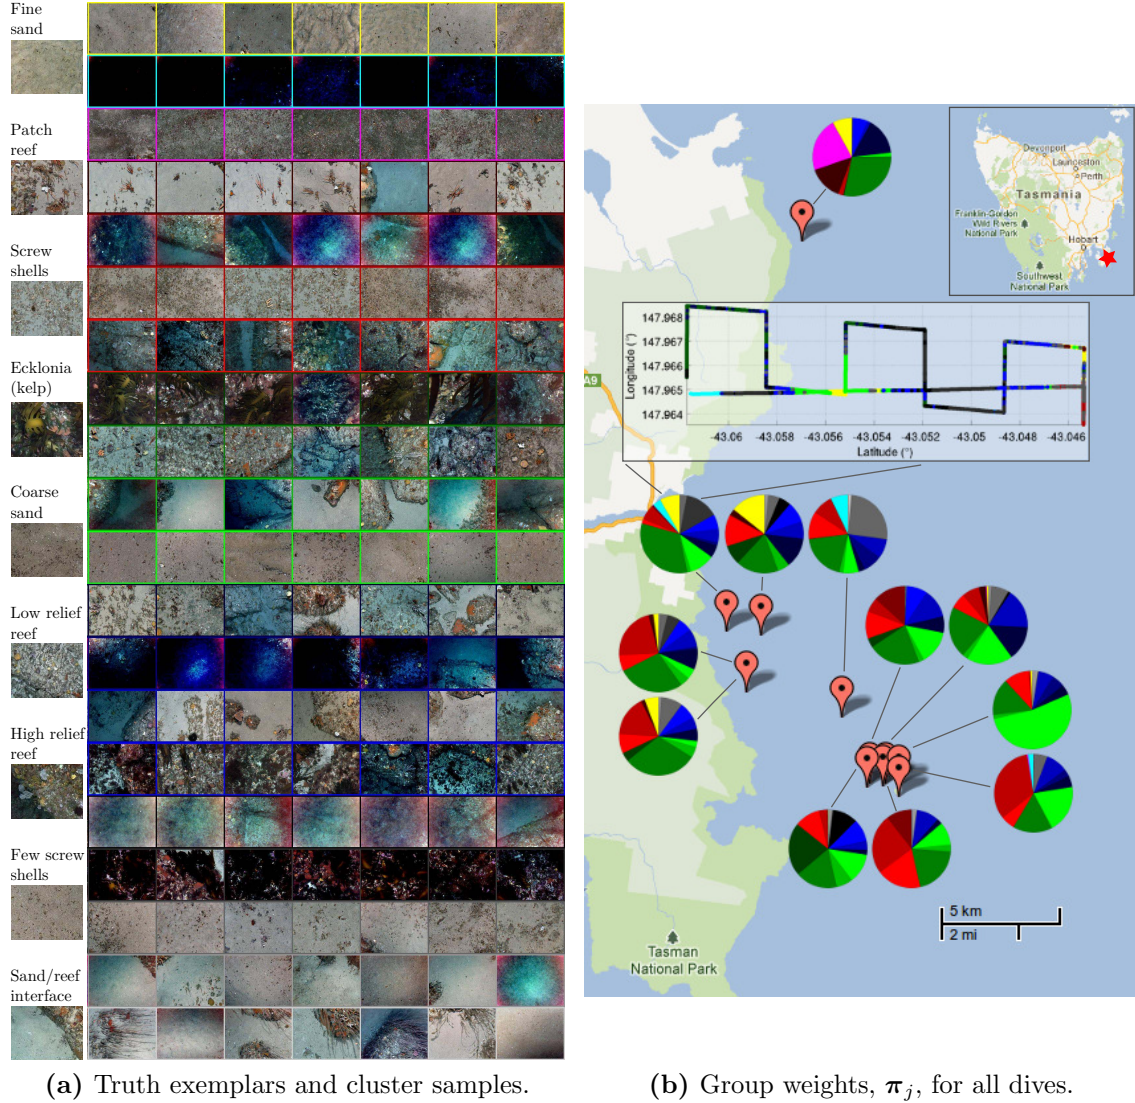 Fine
sand
Patch
reef
Screw
shells
Ecklonia
(kelp)
Coarse
sand
Low relief
reef
High relief
reef
Few screw
shells
Sand/reef
interface
(a) Truth exemplars and cluster samples.
Devonport
Launceston
Perth
Tasmania
Franklin-Gordon
Wild Rivers
National Park
Hobart
Southwest
National Park
147.968
147.967
147.966
147.965
147.964
Longitude (°)
-43.06
-43.058
-43.056
-43.054
-43.052
-43.05
-43.048
-43.046
Latitude (°)
A9
5 km
2 mi
Tasman
National Park
(b) Group weights, π_j, for all dives.